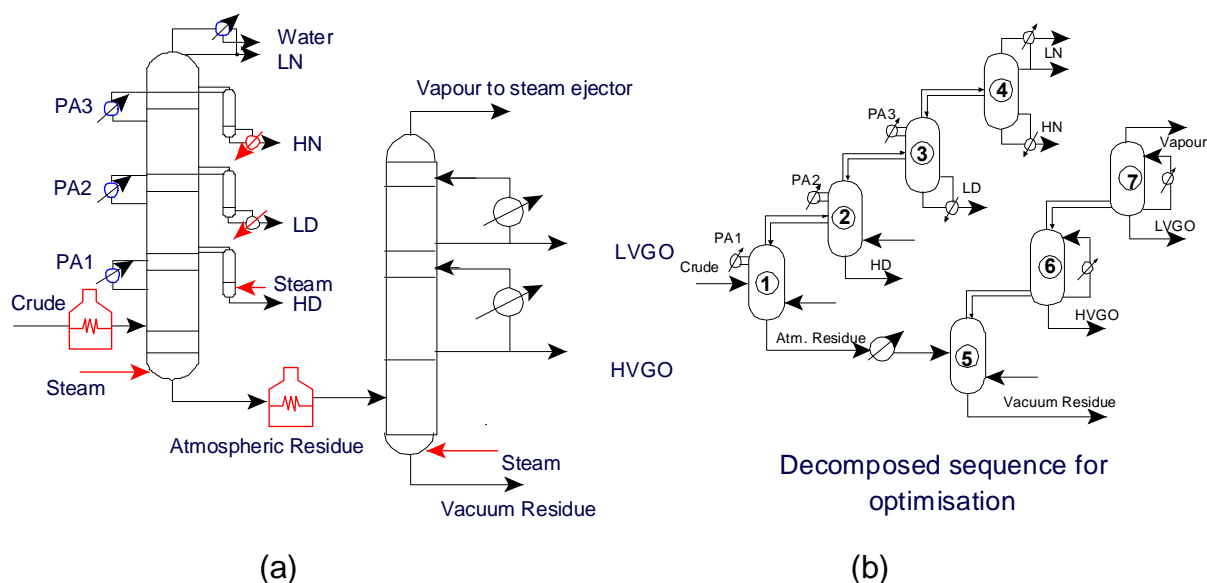 Water
LN
PA3
HN
PA2
LD
PA1
Steam
HD
Crude
Steam
Atmospheric Residue
Vapour to steam ejector
LVGO
HVGO
Steam
Vacuum Residue
(a)
LN
4
HN
PA3
3
LD
PA2
2
HD
PA1
Crude
1
Atm. Residue
Vapour
7
LVGO
6
HVGO
5
Vacuum Residue
Decomposed sequence for
optimisation
(b)